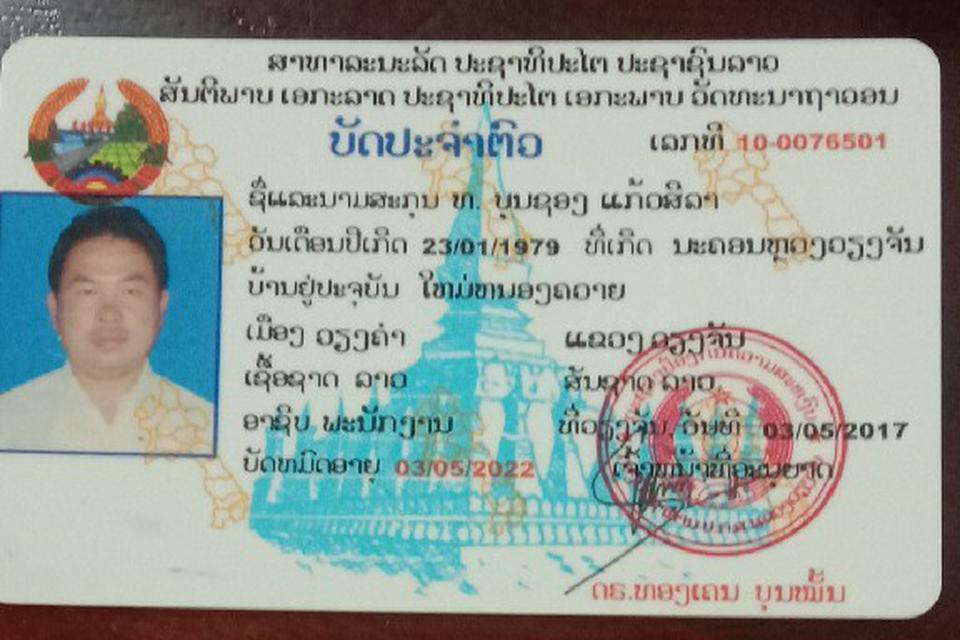 ສາທາລະນະລັດ ປະຊາທິປະໄຕ ປະຊາຊົນລາວ
ສັນຕິພາບ ເອກະລາດ ປະຊາທິປະໄຕ ເອກະພາບ ວັດທະນາຖາວອນ
ບັດປະຈຳຕົວ ເລກທີ 10-0076501
ຊື່ແລະນາມສະກຸນ ທ. ບຸນຊອງ ແກ້ວສີລາ
ວັນເດືອນປີເກີດ 23/01/1979 ທີ່ເກີດ ນະຄອນຫຼວງວຽງຈັນ
ບ້ານຢູ່ປະຈຸບັນ ໃຫມ່ຫນອງຄວາຍ
ເມືອງ ວຽງຄຳ ແຂວງ ວຽງຈັນ
ເຊື້ອຊາດ ລາວ ສັນຊາດ ລາວ
ອາຊີບ ພະນັກງານ ທີ່ວຽງຈັນ ວັນທີ 03/05/2017
ບັດຫມົດອາຍຸ 03/05/2022 ເຈົ້າຫນ້າທີ່ອະນຸຍາດ
ດຣ.ທອງເຄນ ບຸນໝັ້ນ